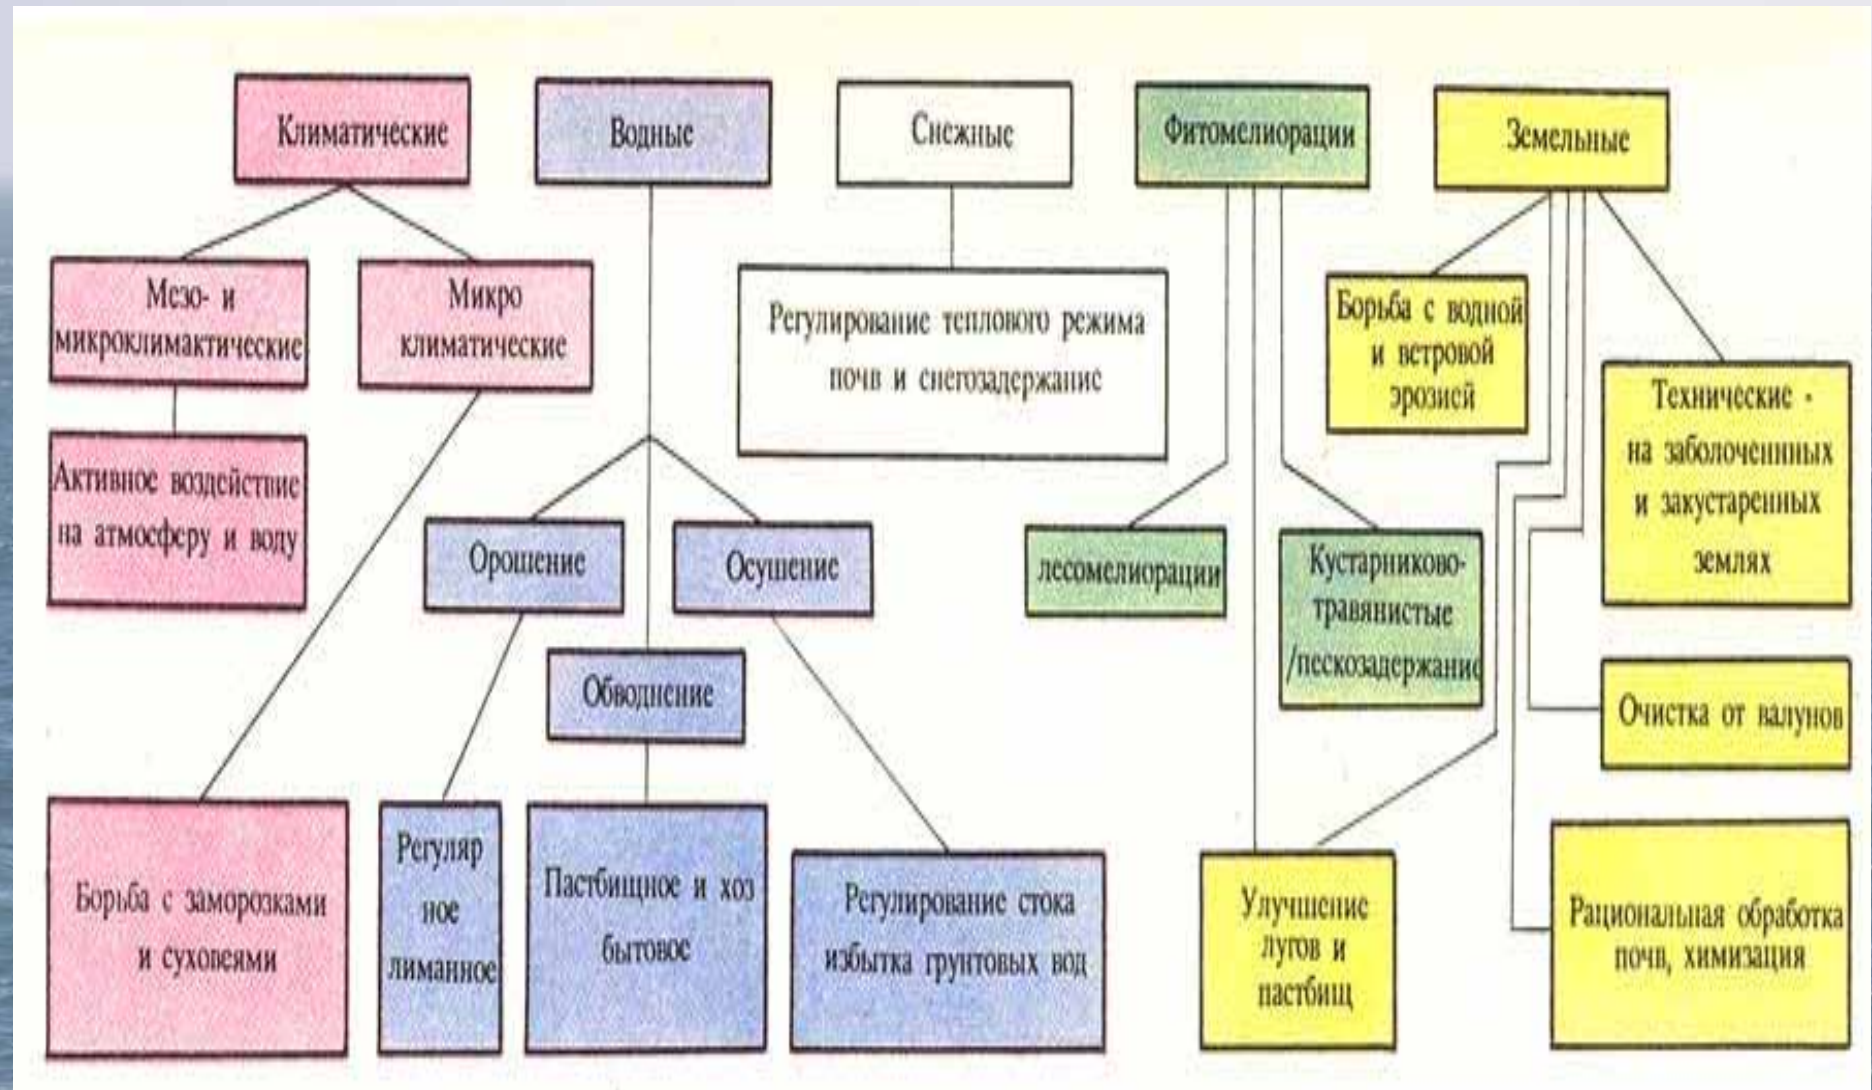 Климатические
Водные
Снежные
Фитомелиорации
Земельные
Мезо- и
микроклимактические
Микро
климатические
Регулирование теплового режима
почв и снегозадержание
Борьба с водной
и ветровой
эрозией
Технические -
на заболоченнных
и закустаренных
землях
Активное воздействие
на атмосферу и воду
Орошение
Осушение
лесомелиорации
Кустарниково-
травянистые
/пескозадержание
Обводнение
Очистка от валунов
Борьба с заморозками
и суховеями
Регуляр
ное
лиманное
Пастбищное и хоз
бытовое
Регулирование стока
избытка грунтовых вод
Улучшение
лугов и
пастбищ
Рациональная обработка
почв, химизация